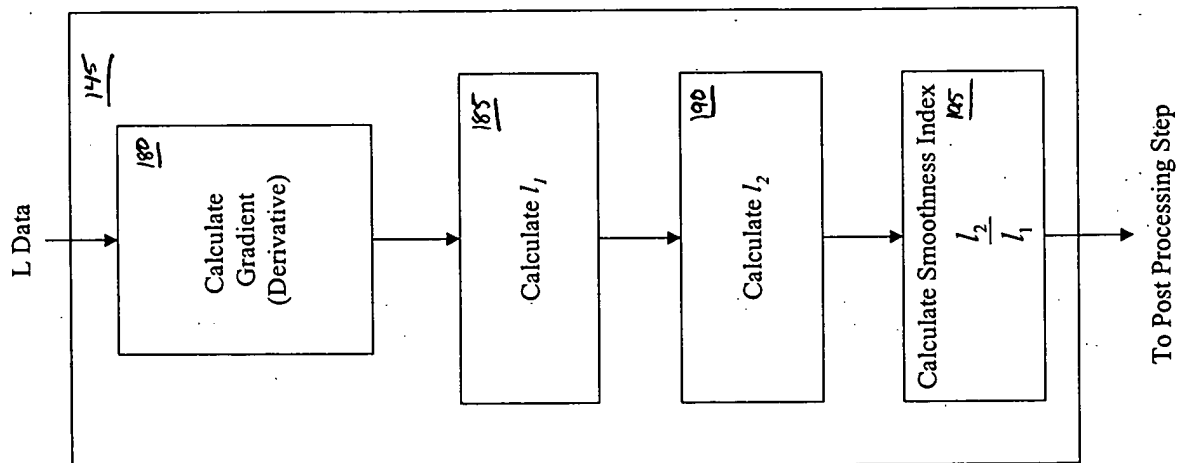 L Data
145
180
Calculate
Gradient
(Derivative)
185
Calculate l₁
190
Calculate l₂
Calculate Smoothness Index
195
l₂
l₁
To Post Processing Step